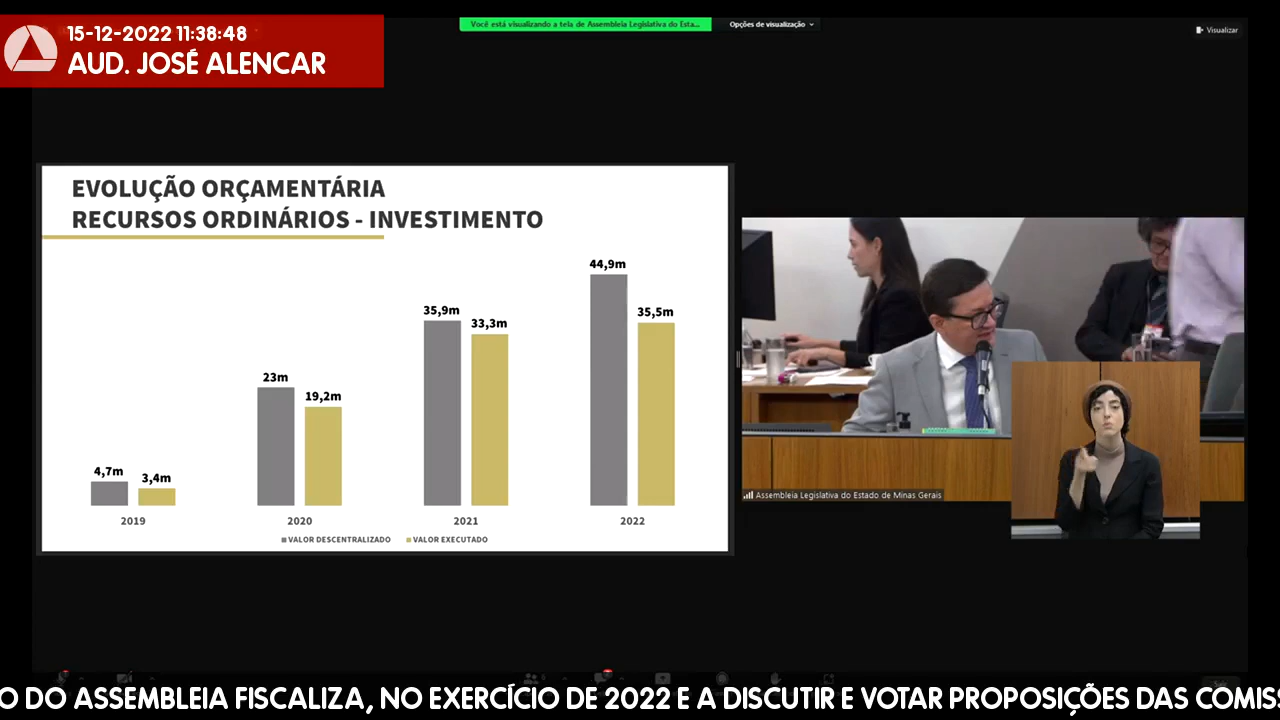 15-12-2022 11:38:48
AUD. JOSÉ ALENCAR
Você está visualizando a tela de Assembleia Legislativa do Esta...
Opções de visualização
Visualizar
EVOLUÇÃO ORÇAMENTÁRIA
RECURSOS ORDINÁRIOS - INVESTIMENTO
44,9m
35,9m
35,5m
33,3m
23m
19,2m
4,7m
3,4m
2019 2020 2021 2022
VALOR DESCENTRALIZADO VALOR EXECUTADO
Assembleia Legislativa do Estado de Minas Gerais
O DO ASSEMBLEIA FISCALIZA, NO EXERCÍCIO DE 2022 E A DISCUTIR E VOTAR PROPOSIÇÕES DAS COMIS